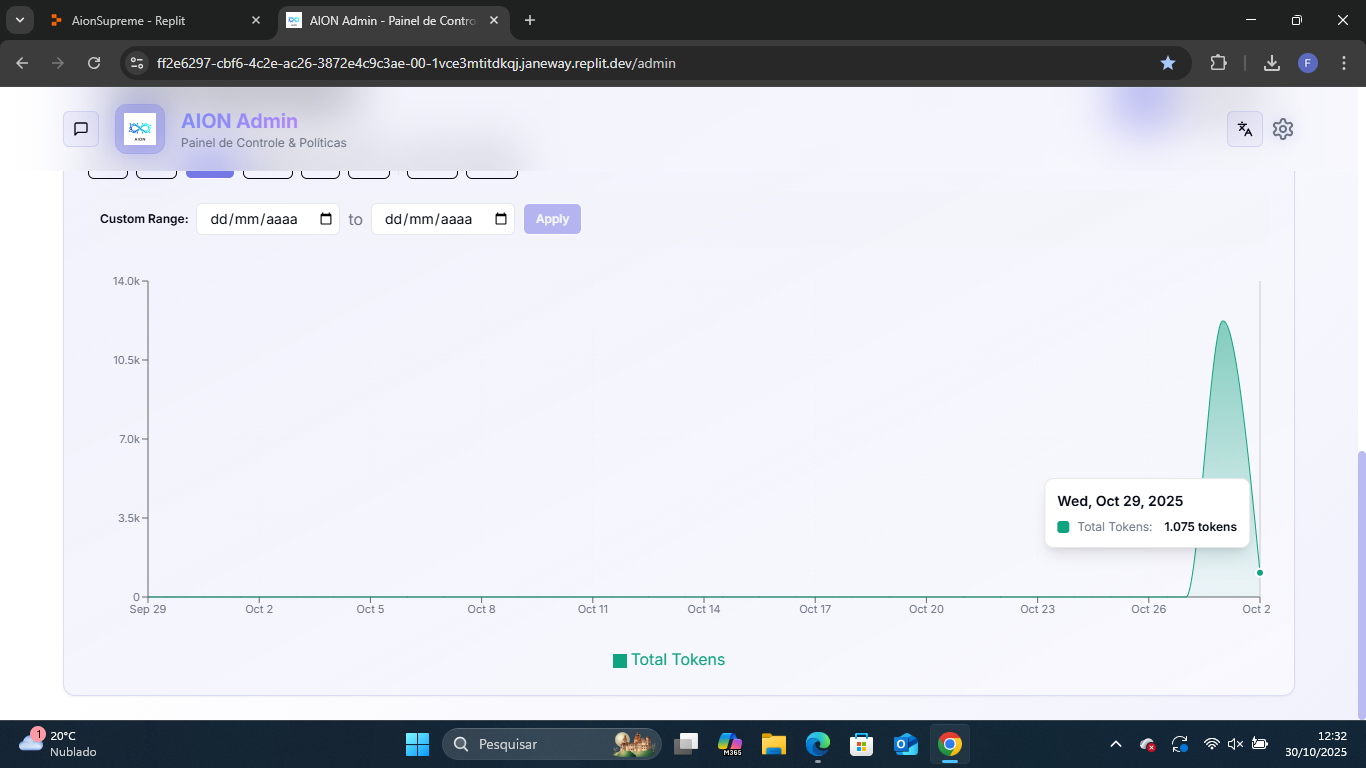 AionSupreme - Replit
AION Admin - Painel de Contro
ff2e6297-cbf6-4c2e-ac26-3872e4c9c3ae-00-1vce3mtitdkqj.janeway.replit.dev/admin
F
AION
AION Admin
Painel de Controle & Políticas
Custom Range: dd/mm/aaaa to dd/mm/aaaa Apply
14.0k
10.5k
7.0k
3.5k
0
Wed, Oct 29, 2025
Total Tokens: 1.075 tokens
Sep 29 Oct 2 Oct 5 Oct 8 Oct 11 Oct 14 Oct 17 Oct 20 Oct 23 Oct 26 Oct 2
Total Tokens
1
20°C
Nublado
Pesquisar
M365
12:32
30/10/2025